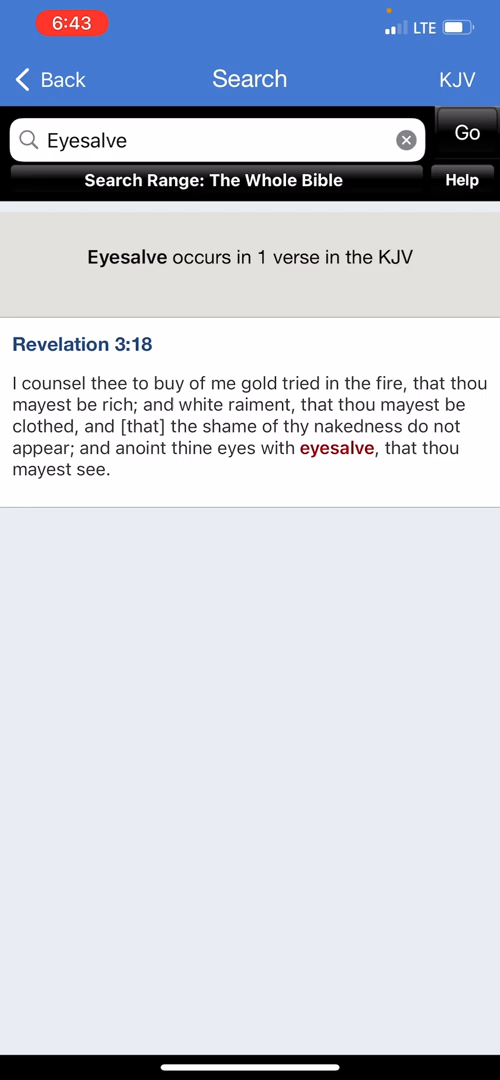 6:43
LTE
Back
Search
KJV
Eyesalve
Go
Search Range: The Whole Bible
Help
Eyesalve occurs in 1 verse in the KJV
Revelation 3:18
I counsel thee to buy of me gold tried in the fire, that thou
mayest be rich; and white raiment, that thou mayest be
clothed, and [that] the shame of thy nakedness do not
appear; and anoint thine eyes with eyesalve, that thou
mayest see.